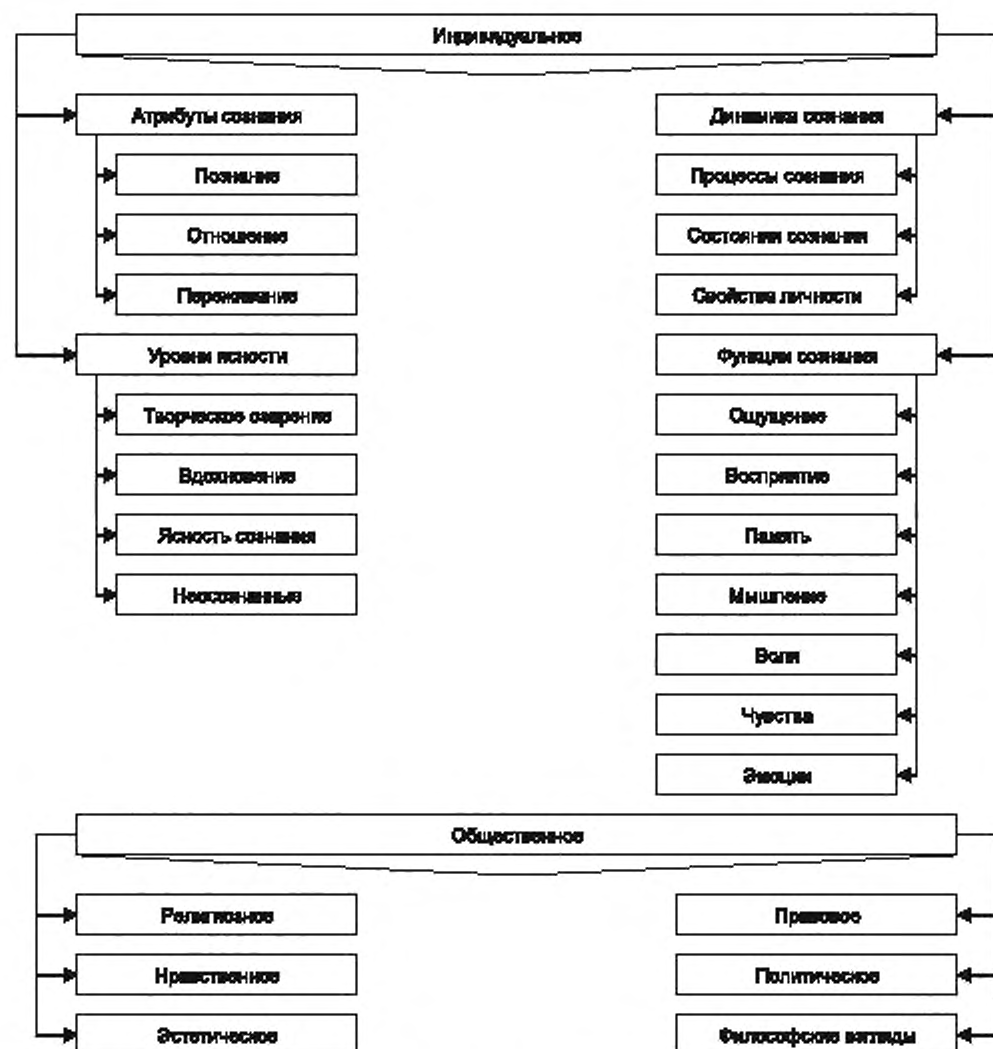 Индивидуальное
Атрибуты сознания
Познание
Отношение
Переживание
Уровни ясности
Творческое озарение
Вдохновение
Ясность сознания
Неосознанные
Динамика сознания
Процессы сознания
Состояния сознания
Свойства личности
Функции сознания
Ощущение
Восприятие
Память
Мышление
Воля
Чувства
Эмоции
Общественное
Религиозное
Нравственное
Эстетическое
Правовое
Политическое
Философские взгляды